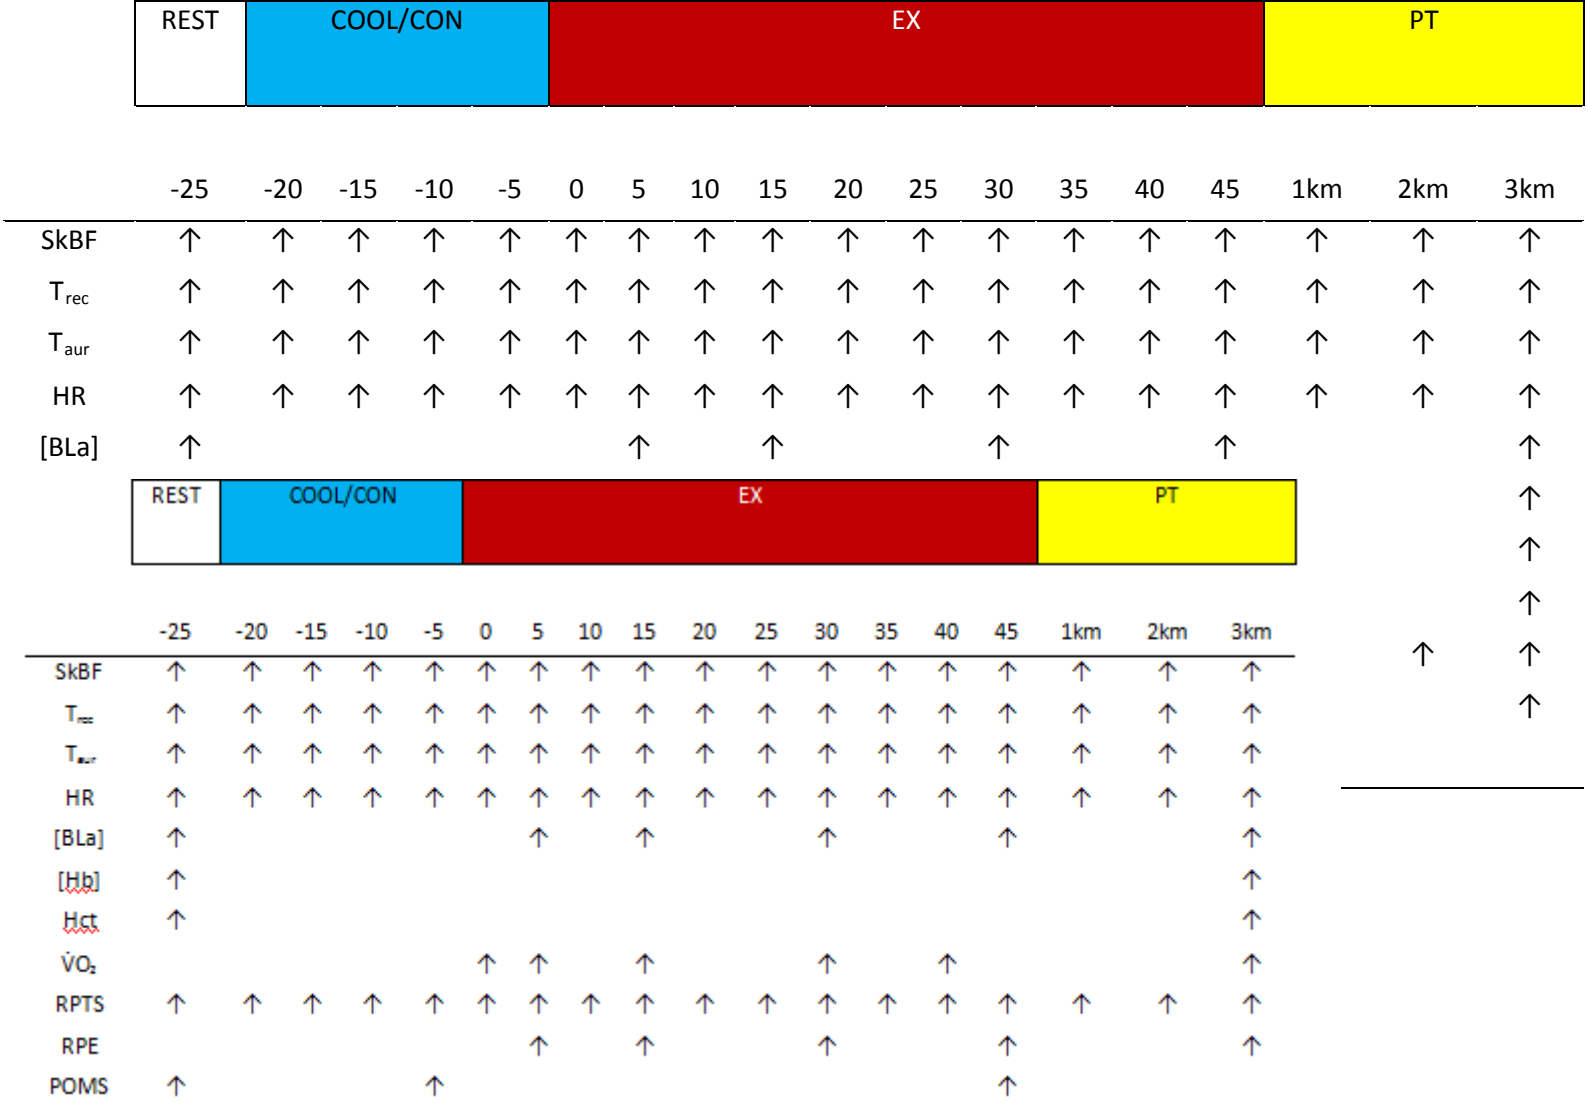 REST COOL/CON EX PT
-25 -20 -15 -10 -5 0 5 10 15 20 25 30 35 40 45 1km 2km 3km
SkBF ↑ ↑ ↑ ↑ ↑ ↑ ↑ ↑ ↑ ↑ ↑ ↑ ↑ ↑ ↑ ↑ ↑ ↑
Trec ↑ ↑ ↑ ↑ ↑ ↑ ↑ ↑ ↑ ↑ ↑ ↑ ↑ ↑ ↑ ↑ ↑ ↑
Taur ↑ ↑ ↑ ↑ ↑ ↑ ↑ ↑ ↑ ↑ ↑ ↑ ↑ ↑ ↑ ↑ ↑ ↑
HR ↑ ↑ ↑ ↑ ↑ ↑ ↑ ↑ ↑ ↑ ↑ ↑ ↑ ↑ ↑ ↑ ↑ ↑
[BLa] ↑ ↑ ↑ ↑ ↑ ↑
↑
↑
↑
↑ ↑
↑
REST COOL/CON EX PT
-25 -20 -15 -10 -5 0 5 10 15 20 25 30 35 40 45 1km 2km 3km
SkBF ↑ ↑ ↑ ↑ ↑ ↑ ↑ ↑ ↑ ↑ ↑ ↑ ↑ ↑ ↑ ↑ ↑ ↑
Trec ↑ ↑ ↑ ↑ ↑ ↑ ↑ ↑ ↑ ↑ ↑ ↑ ↑ ↑ ↑ ↑ ↑ ↑
Taur ↑ ↑ ↑ ↑ ↑ ↑ ↑ ↑ ↑ ↑ ↑ ↑ ↑ ↑ ↑ ↑ ↑ ↑
HR ↑ ↑ ↑ ↑ ↑ ↑ ↑ ↑ ↑ ↑ ↑ ↑ ↑ ↑ ↑ ↑ ↑ ↑
[BLa] ↑ ↑ ↑ ↑ ↑ ↑
[Hb] ↑ ↑
Hct ↑ ↑
V̇O₂ ↑ ↑ ↑ ↑ ↑ ↑
RPTS ↑ ↑ ↑ ↑ ↑ ↑ ↑ ↑ ↑ ↑ ↑ ↑ ↑ ↑ ↑ ↑ ↑ ↑
RPE ↑ ↑ ↑ ↑ ↑
POMS ↑ ↑ ↑